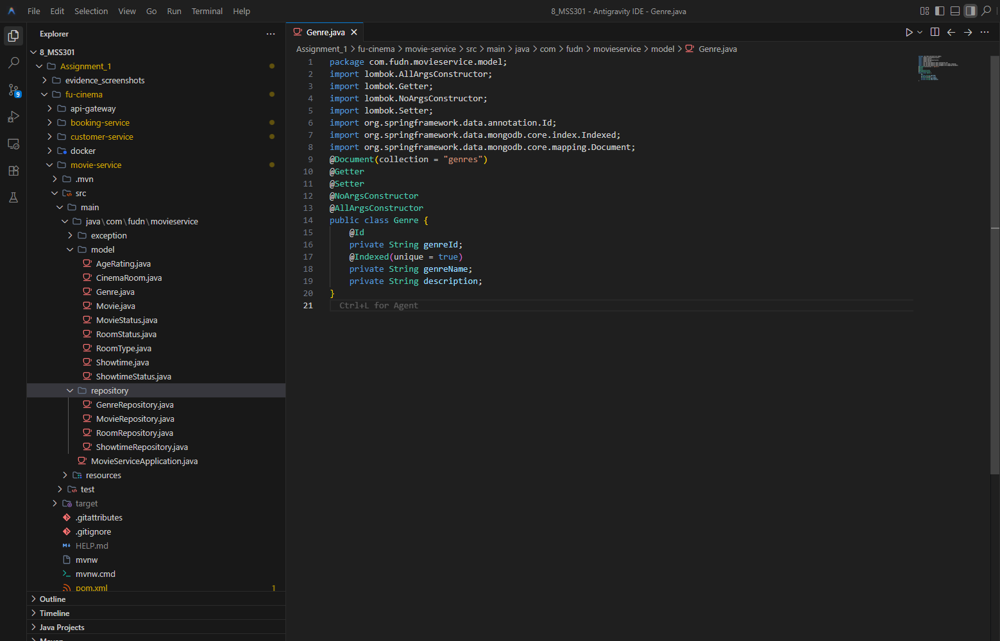 File Edit Selection View Go Run Terminal Help
8_MSS301 - Antigravity IDE - Genre.java
Explorer
8_MSS301
Assignment_1
evidence_screenshots
fu-cinema
api-gateway
booking-service
customer-service
docker
movie-service
.mvn
src
main
java\com\fudn\movieservice
exception
model
AgeRating.java
CinemaRoom.java
Genre.java
Movie.java
MovieStatus.java
RoomStatus.java
RoomType.java
Showtime.java
ShowtimeStatus.java
repository
GenreRepository.java
MovieRepository.java
RoomRepository.java
ShowtimeRepository.java
MovieServiceApplication.java
resources
test
target
.gitattributes
.gitignore
HELP.md
mvnw
mvnw.cmd
pom.xml 1
Outline
Timeline
Java Projects
Maven
9
Genre.java
Assignment_1 > fu-cinema > movie-service > src > main > java > com > fudn > movieservice > model > Genre.java
1 package com.fudn.movieservice.model;
2 import lombok.AllArgsConstructor;
3 import lombok.Getter;
4 import lombok.NoArgsConstructor;
5 import lombok.Setter;
6 import org.springframework.data.annotation.Id;
7 import org.springframework.data.mongodb.core.index.Indexed;
8 import org.springframework.data.mongodb.core.mapping.Document;
9 @Document(collection = "genres")
10 @Getter
11 @Setter
12 @NoArgsConstructor
13 @AllArgsConstructor
14 public class Genre {
15 @Id
16 private String genreId;
17 @Indexed(unique = true)
18 private String genreName;
19 private String description;
20 }
21 Ctrl+L for Agent